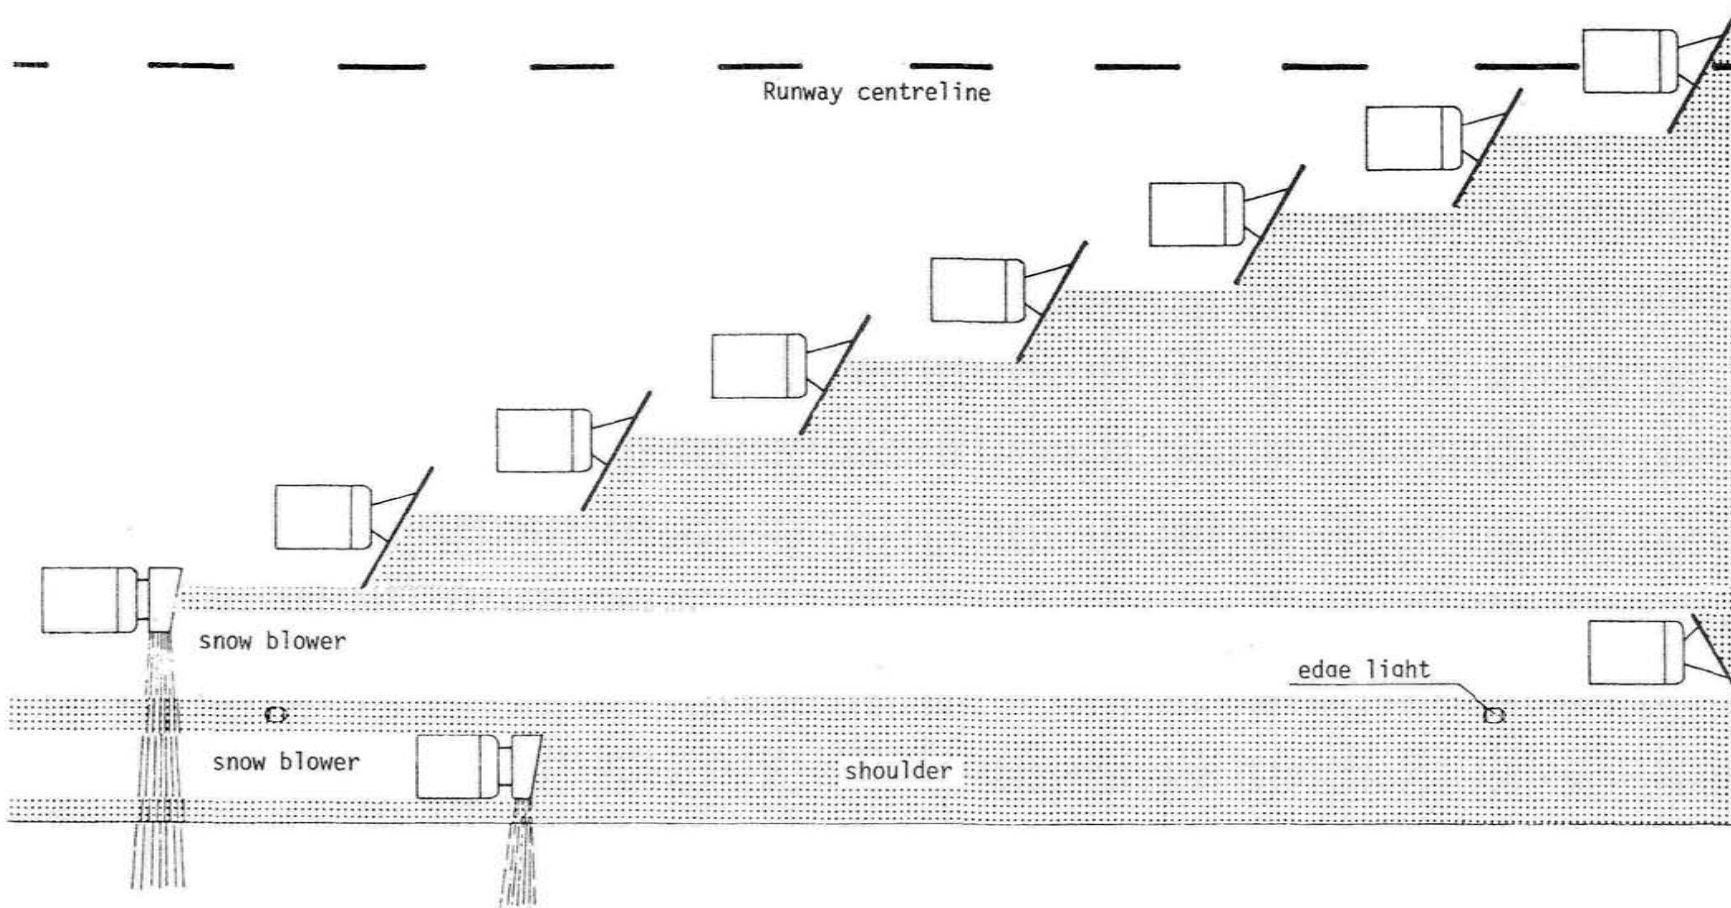 Runway centreline
snow blower
edge light
snow blower
shoulder